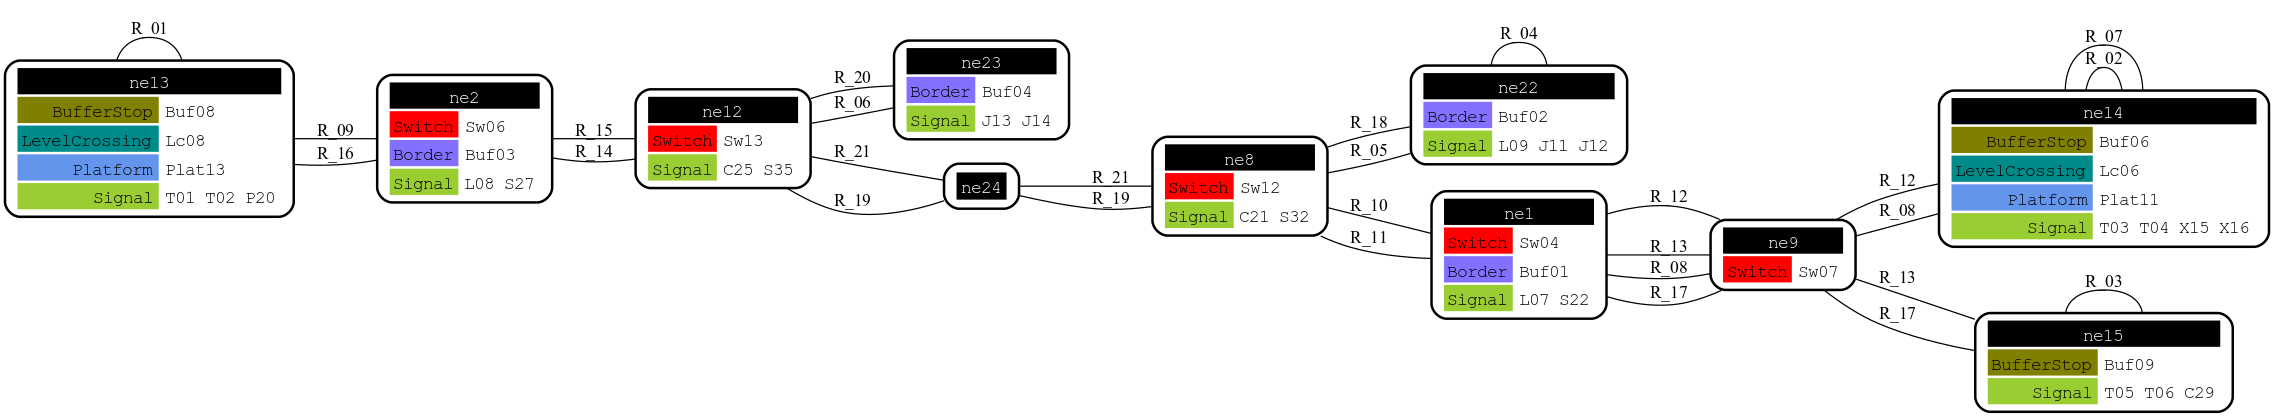 R_01
ne13
BufferStop Buf08
LevelCrossing Lc08
Platform Plat13
Signal T01 T02 P20
R_09
R_16
ne2
Switch Sw06
Border Buf03
Signal L08 S27
R_15
R_14
ne12
Switch Sw13
Signal C25 S35
R_20
R_06
R_21
R_19
ne23
Border Buf04
Signal J13 J14
ne24
R_21
R_19
ne8
Switch Sw12
Signal C21 S32
R_18
R_05
R_10
R_11
R_04
ne22
Border Buf02
Signal L09 J11 J12
ne1
Switch Sw04
Border Buf01
Signal L07 S22
R_12
R_13
R_08
R_17
ne9
Switch Sw07
R_12
R_08
R_13
R_17
R_07
R_02
ne14
BufferStop Buf06
LevelCrossing Lc06
Platform Plat11
Signal T03 T04 X15 X16
R_03
ne15
BufferStop Buf09
Signal T05 T06 C29